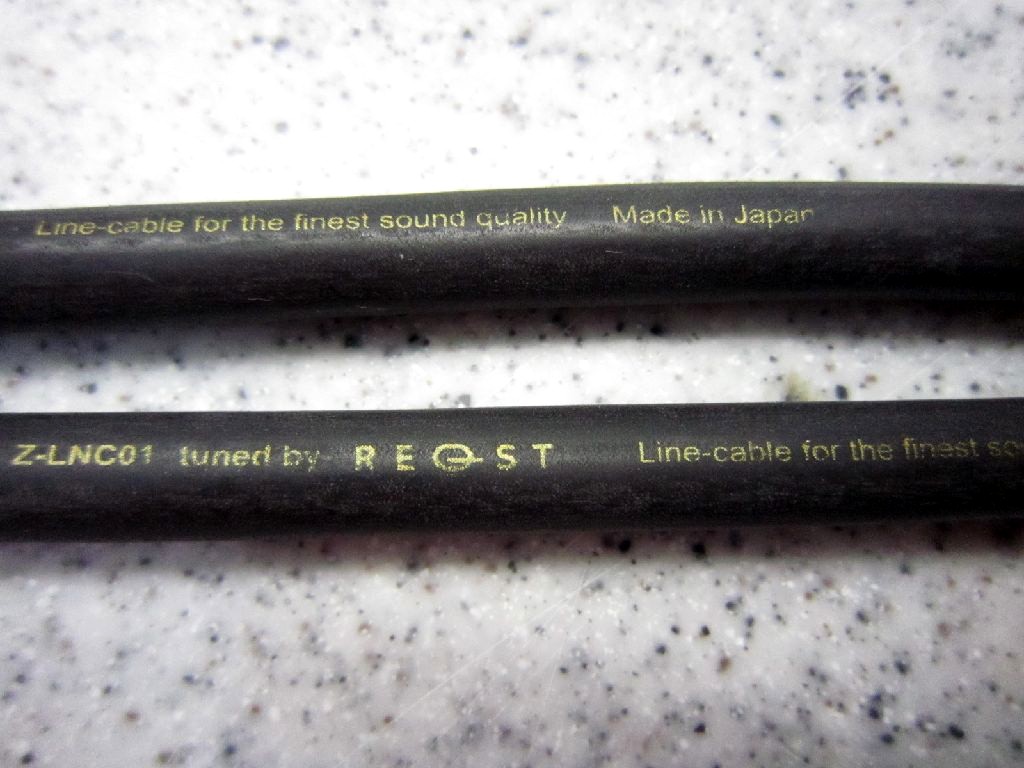 Line-cable for the finest sound quality Made in Japan
Z-LNC01 tuned by REQST Line-cable for the finest so